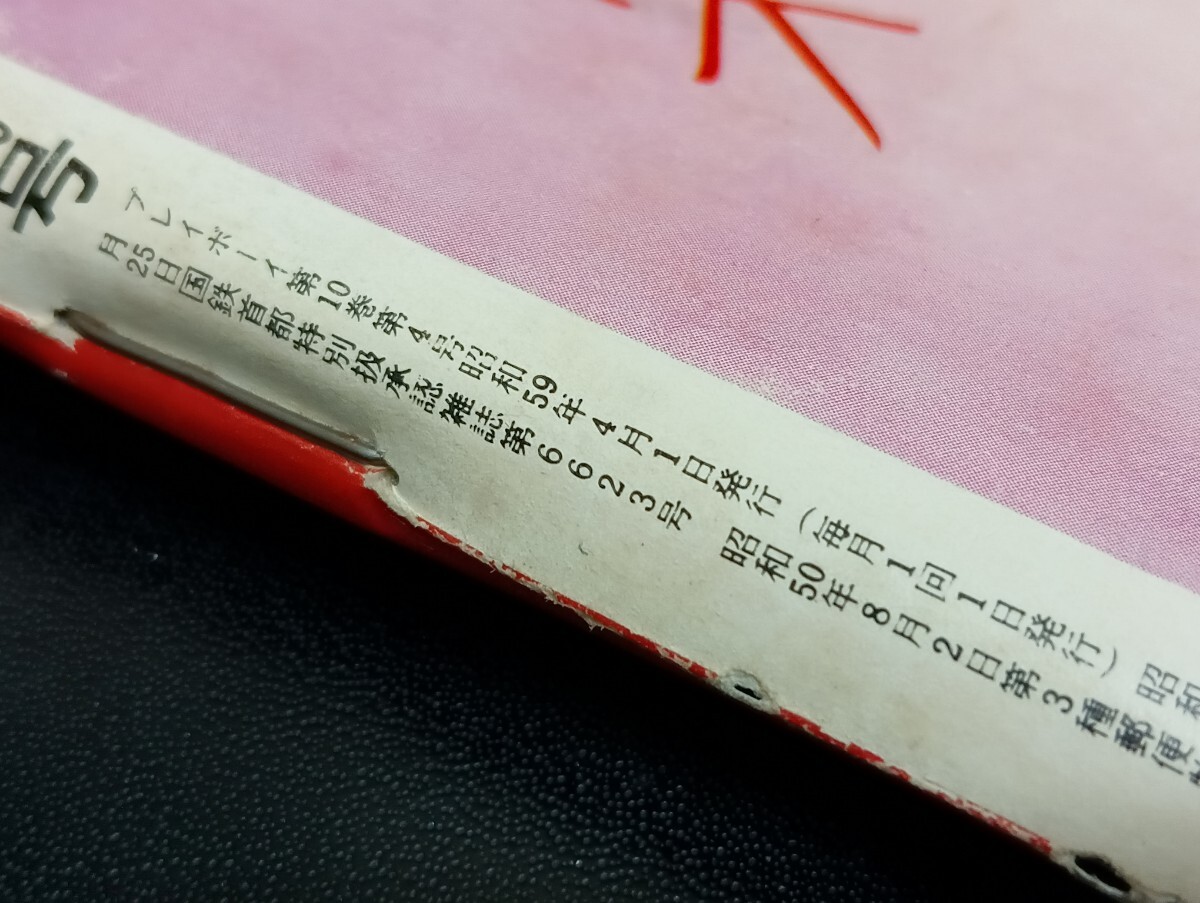 K
号
プレイボーイ第10巻第4号昭和59年4月1日発行(毎月1回1日発行)昭和
月25日国鉄首都特別扱承認雑誌第6623号 昭和50年8月2日第3種郵便